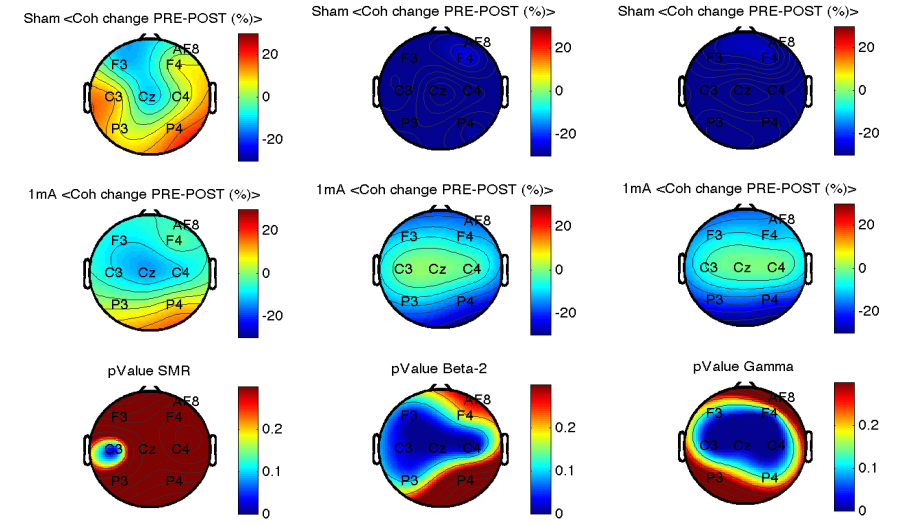 Sham <Coh change PRE-POST (%)>
AF8
F3 F4
C3 Cz C4
P3 P4
20
0
-20
Sham <Coh change PRE-POST (%)>
AF8
F3 F4
C3 Cz C4
P3 P4
20
0
-20
Sham <Coh change PRE-POST (%)>
AF8
F3 F4
C3 Cz C4
P3 P4
20
0
-20
1mA <Coh change PRE-POST (%)>
AF8
F3 F4
C3 Cz C4
P3 P4
20
0
-20
1mA <Coh change PRE-POST (%)>
AF8
F3 F4
C3 Cz C4
P3 P4
20
0
-20
1mA <Coh change PRE-POST (%)>
AF8
F3 F4
C3 Cz C4
P3 P4
20
0
-20
pValue SMR
AF8
F3 F4
C3 Cz C4
P3 P4
0.2
0.1
0
pValue Beta-2
AF8
F3 F4
C3 Cz C4
P3 P4
0.2
0.1
0
pValue Gamma
AF8
F3 F4
C3 Cz C4
P3 P4
0.2
0.1
0